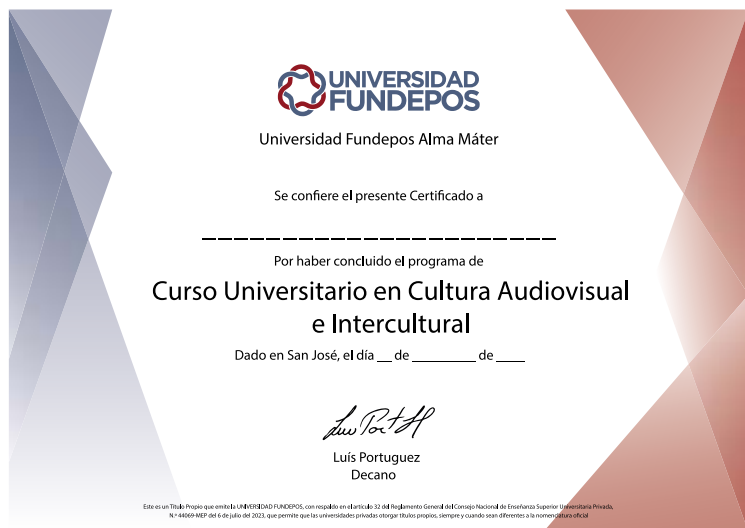 UNIVERSIDAD
FUNDEPOS
Universidad Fundepos Alma Máter
Se confiere el presente Certificado a
_ _ _ _ _ _ _ _ _ _ _ _ _ _ _ _ _ _ _ _ _ _
Por haber concluido el programa de
Curso Universitario en Cultura Audiovisual
e Intercultural
Dado en San José, el día __ de ________ de ____
Luís Portuguez
Decano
Este es un Título Propio que emite la UNIVERSIDAD FUNDEPOS, con respaldo en el artículo 32 del Reglamento General del Consejo Nacional de Enseñanza Superior Universitaria Privada,
N.º 44069-MEP del 6 de julio del 2023, que permite que las universidades privadas otorgar títulos propios, siempre y cuando sean diferentes a la nomenclatura oficial